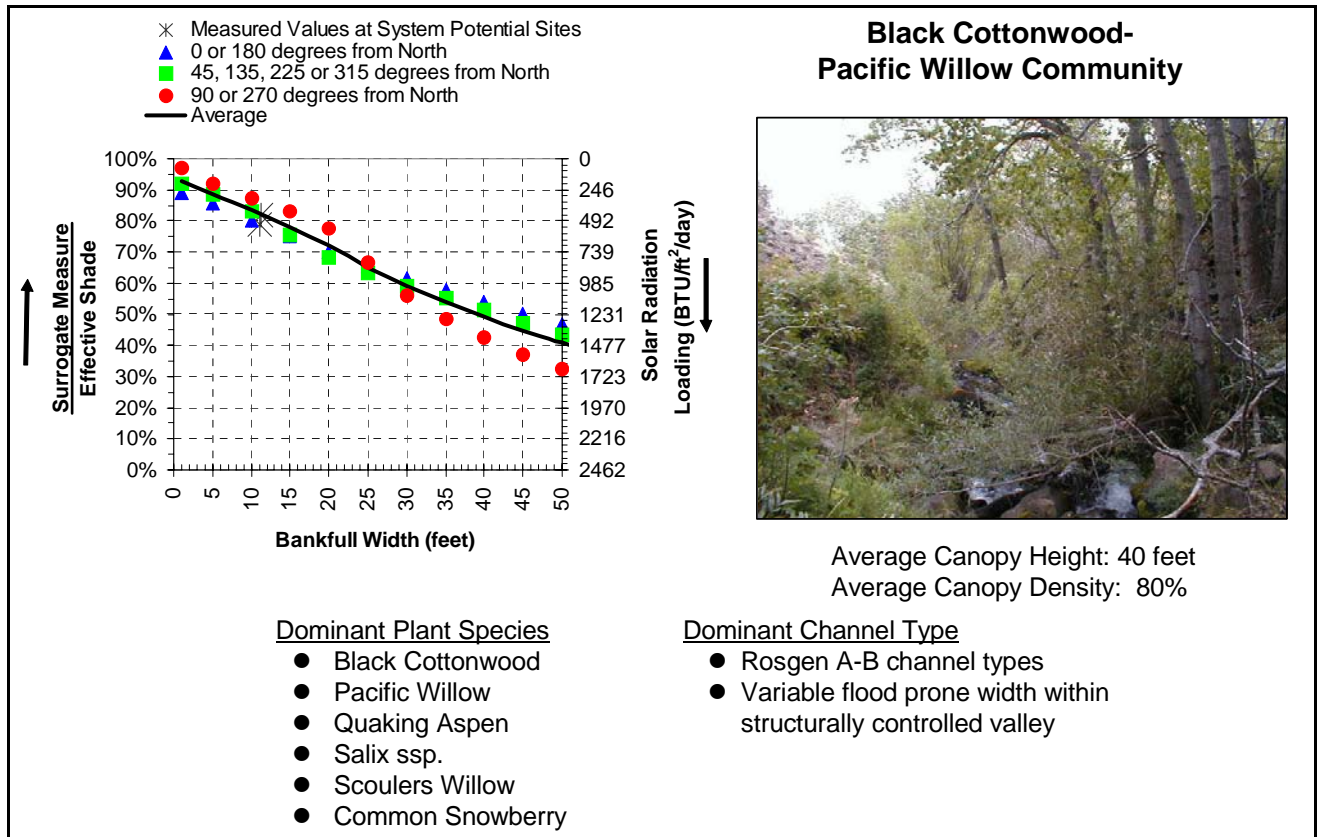 Measured Values at System Potential Sites
0 or 180 degrees from North
45, 135, 225 or 315 degrees from North
90 or 270 degrees from North
Average
100%
90%
80%
70%
60%
50%
40%
30%
20%
10%
0%
Surrogate Measure
Effective Shade
0
246
492
739
985
1231
1477
1723
1970
2216
2462
Solar Radiation
Loading (BTU/ft²/day)
0
5
10
15
20
25
30
35
40
45
50
Bankfull Width (feet)
Black Cottonwood-
Pacific Willow Community
Average Canopy Height: 40 feet
Average Canopy Density: 80%
Dominant Plant Species
● Black Cottonwood
● Pacific Willow
● Quaking Aspen
● Salix ssp.
● Scoulers Willow
● Common Snowberry
Dominant Channel Type
● Rosgen A-B channel types
● Variable flood prone width within
structurally controlled valley